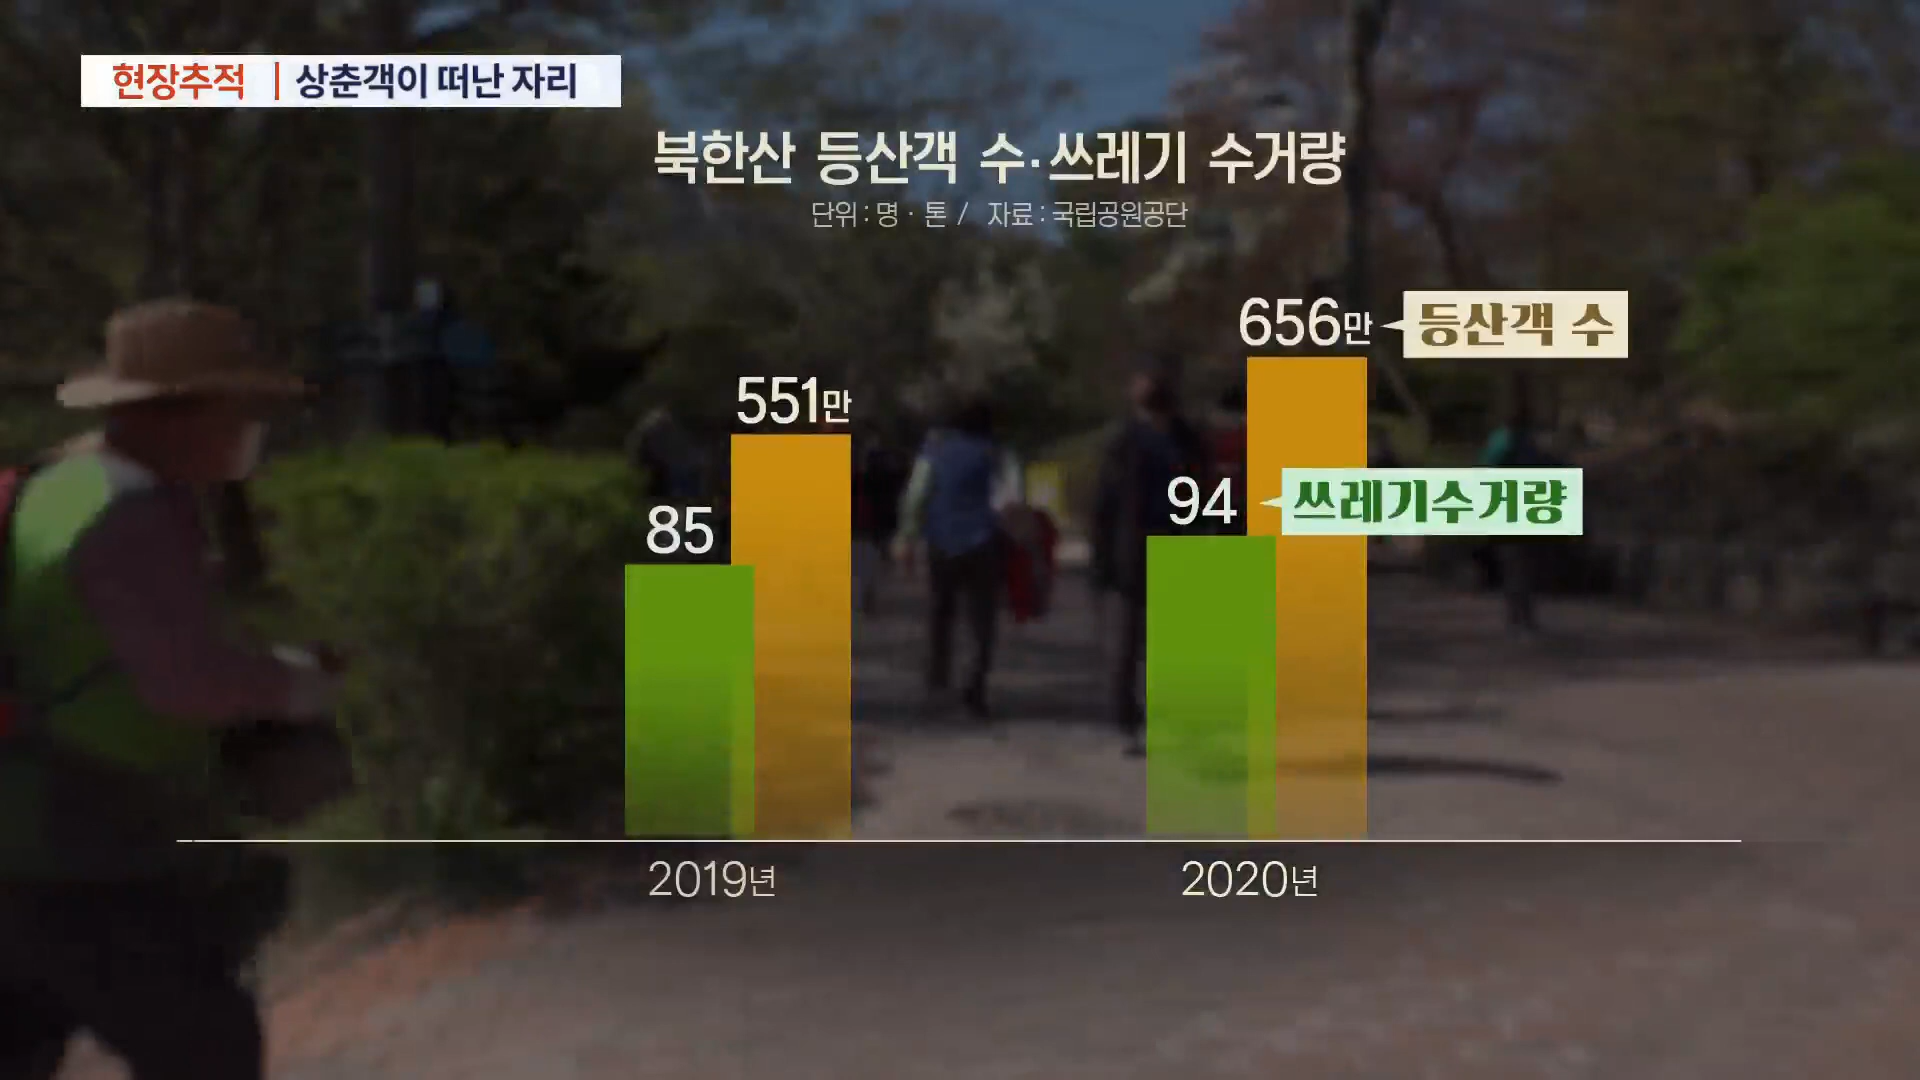 현장추적 | 상춘객이 떠난 자리
북한산 등산객 수·쓰레기 수거량
단위 : 명 · 톤 / 자료 : 국립공원공단
656만 등산객 수
551만
94 쓰레기수거량
85
2019년 2020년